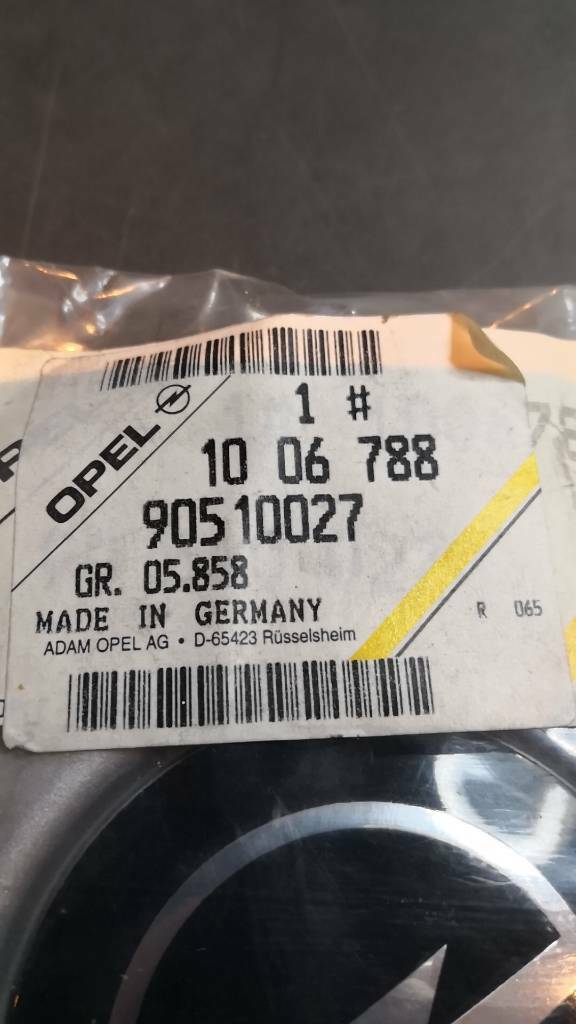 1 #
OPEL
10 06 788
90510027
GR. 05.858
MADE IN GERMANY
R 065
ADAM OPEL AG • D-65423 Rüsselsheim